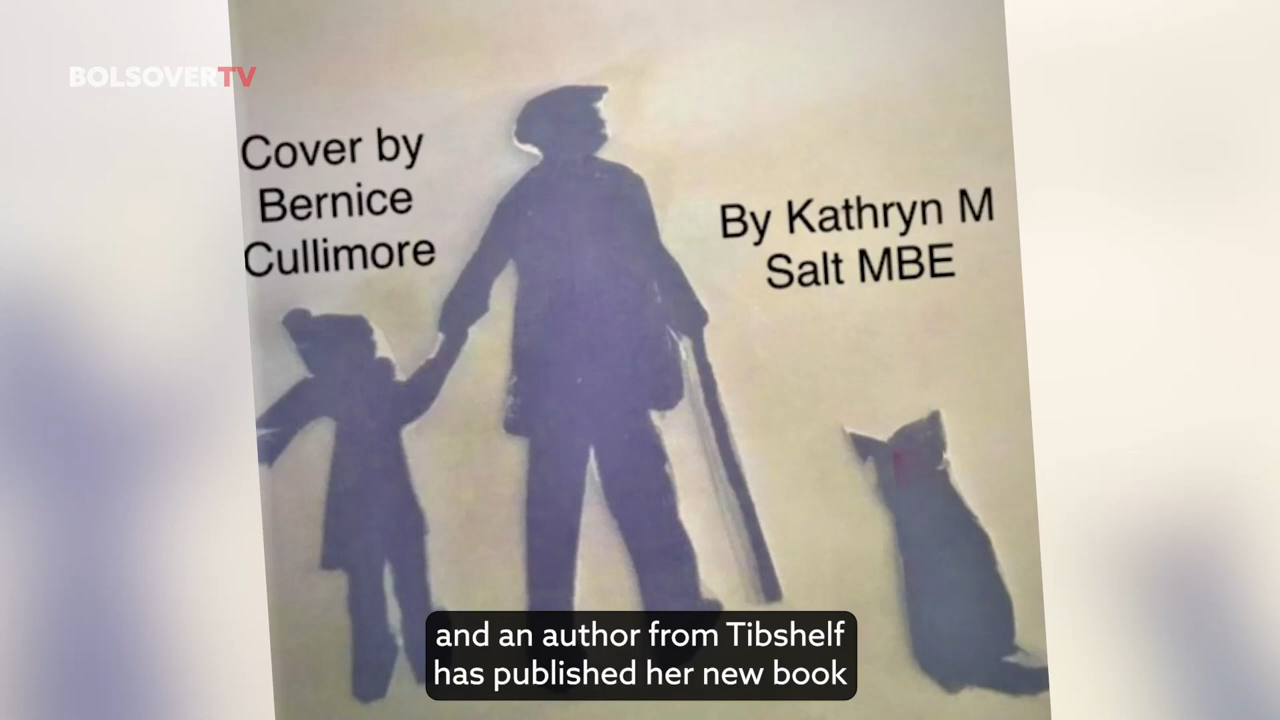 BOLSOVERTV
Cover by
Bernice
Cullimore
By Kathryn M
Salt MBE
and an author from Tibshelf
has published her new book